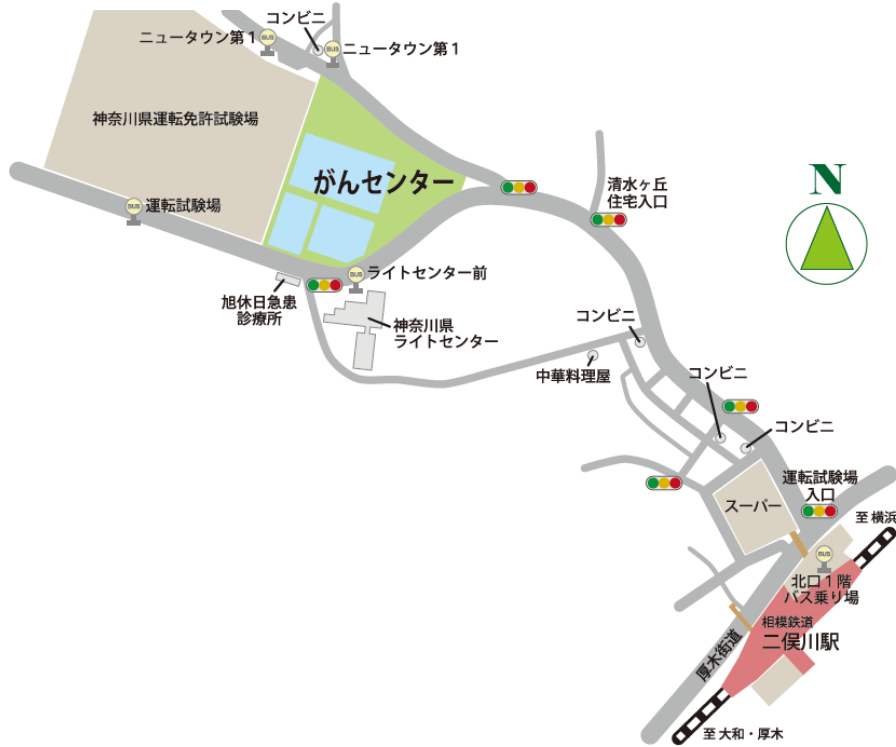 コンビニ
ニュータウン第1
BUS
BUS
ニュータウン第1
神奈川県運転免許試験場
がんセンター
N
清水ヶ丘
住宅入口
BUS
運転試験場
BUS
ライトセンター前
旭休日急患
診療所
神奈川県
ライトセンター
コンビニ
中華料理屋
コンビニ
コンビニ
運転試験場
入口
スーパー
至 横浜
BUS
北口1階
バス乗り場
相模鉄道
二俣川駅
厚木街道
至 大和・厚木